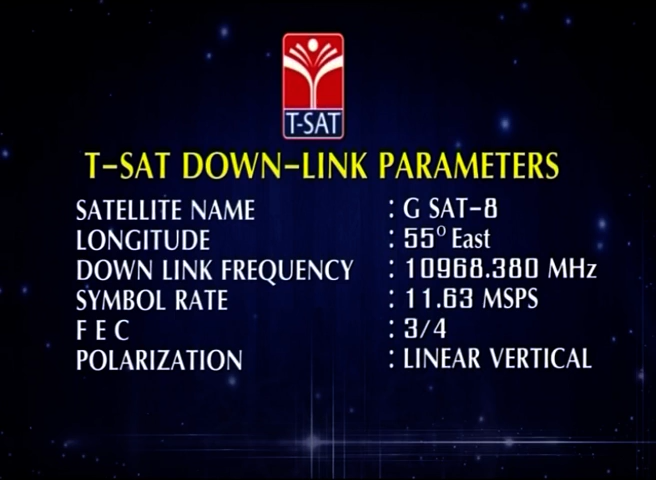 T-SAT
T-SAT DOWN-LINK PARAMETERS
SATELLITE NAME : G SAT-8
LONGITUDE : 55° East
DOWN LINK FREQUENCY : 10968.380 MHz
SYMBOL RATE : 11.63 MSPS
F E C : 3/4
POLARIZATION : LINEAR VERTICAL